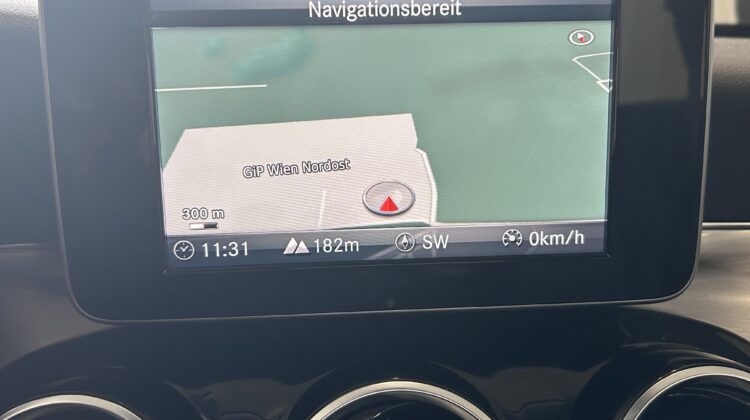 Navigationsbereit
GiP Wien Nordost
300 m
11:31 182m SW 0km/h